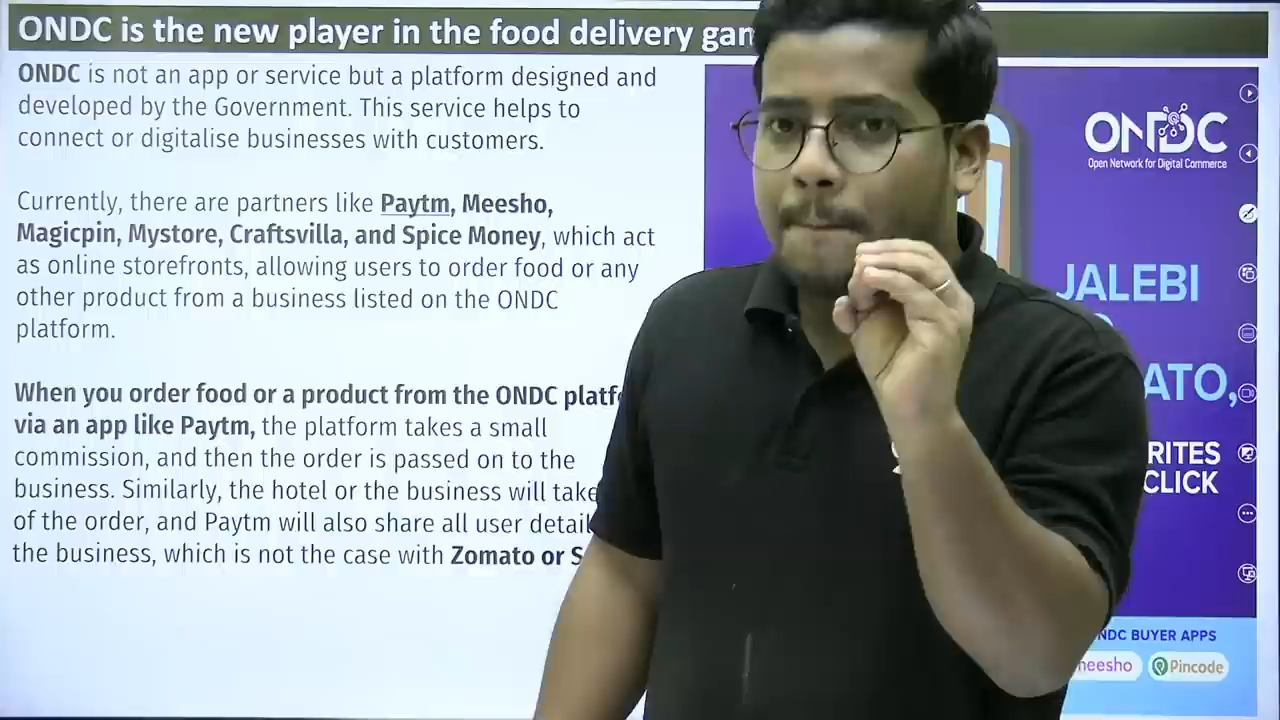 ONDC is the new player in the food delivery
ONDC is not an app or service but a platform designed and
developed by the Government. This service helps to
connect or digitalise businesses with customers.
Currently, there are partners like Paytm, Meesho,
Magicpin, Mystore, Craftsvilla, and Spice Money, which act
as online storefronts, allowing users to order food or any
other product from a business listed on the ONDC
platform.
When you order food or a product from the ONDC
via an app like Paytm, the platform takes a small
commission, and then the order is passed on to the
business. Similarly, the hotel or the business will take
of the order, and Paytm will also share all user
the business, which is not the case with Zomato or
ONDC
Open Network for Digital Commerce
JALEBI
ATO,
RITES
CLICK
NDC BUYER APPS
meesho
Pincode